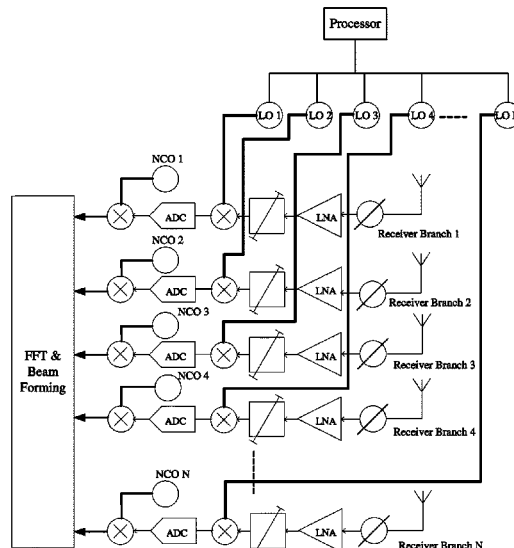 Processor
LO 1
LO 2
LO 3
LO 4
LO
NCO 1
ADC
LNA
Receiver Branch 1
NCO 2
ADC
LNA
Receiver Branch 2
NCO 3
ADC
LNA
Receiver Branch 3
FFT &
Beam
Forming
NCO 4
ADC
LNA
Receiver Branch 4
NCO N
ADC
LNA
Receiver Branch N